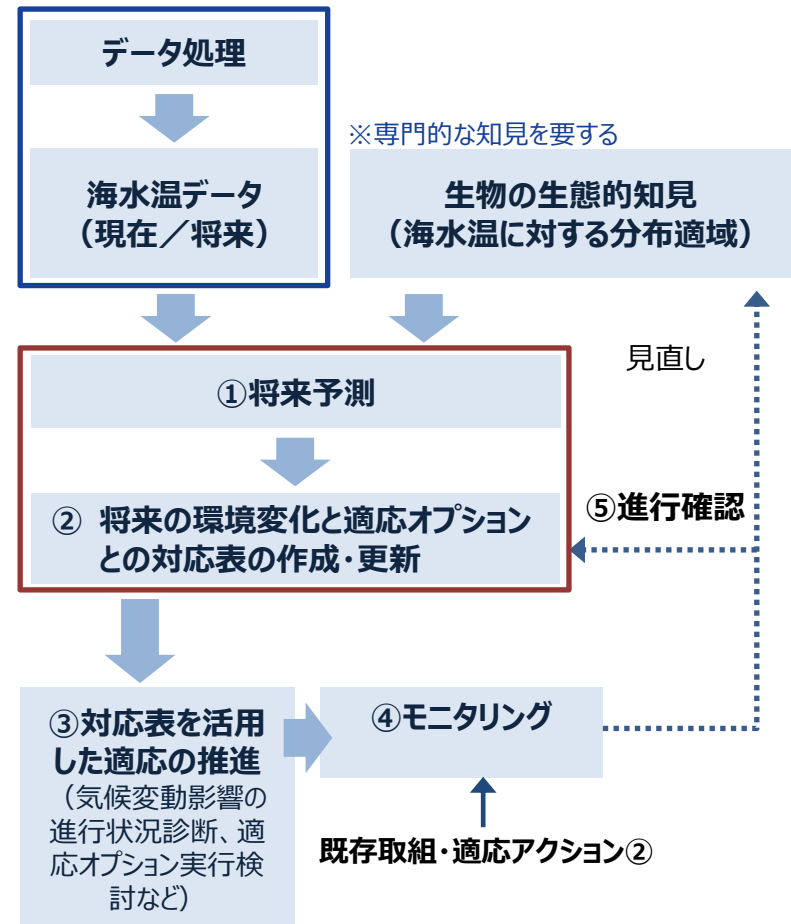 データ処理
※専門的な知見を要する
海水温データ
（現在／将来）
生物の生態的知見
（海水温に対する分布適域）
見直し
①将来予測
② 将来の環境変化と適応オプション
との対応表の作成・更新
⑤進行確認
③対応表を活用
した適応の推進
（気候変動影響の
進行状況診断、適
応オプション実行検
討など）
④モニタリング
既存取組・適応アクション②